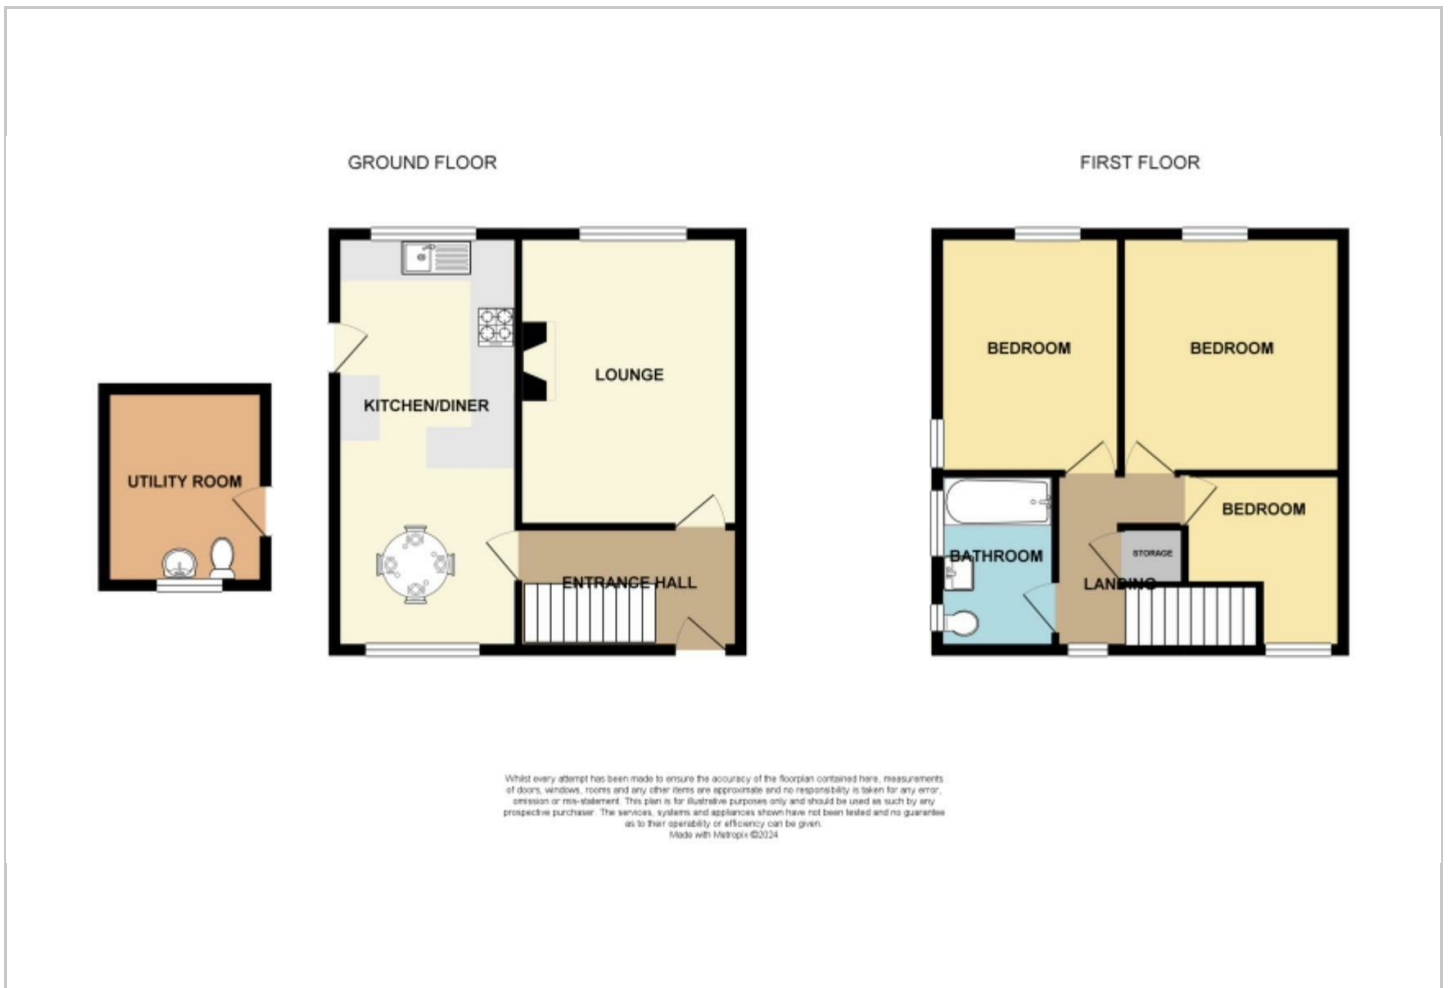 GROUND FLOOR
FIRST FLOOR
BEDROOM
BEDROOM
LOUNGE
KITCHEN/DINER
UTILITY ROOM
BEDROOM
BATHROOM
STORAGE
ENTRANCE HALL
LANDING
Whilst every attempt has been made to ensure the accuracy of the floorplan contained here, measurements
of doors, windows, rooms and any other items are approximate and no responsibility is taken for any error,
omission or mis-statement. This plan is for illustrative purposes only and should be used as such by any
prospective purchaser. The services, systems and appliances shown have not been tested and no guarantee
as to their operability or efficiency can be given.
Made with Metropix ©2024